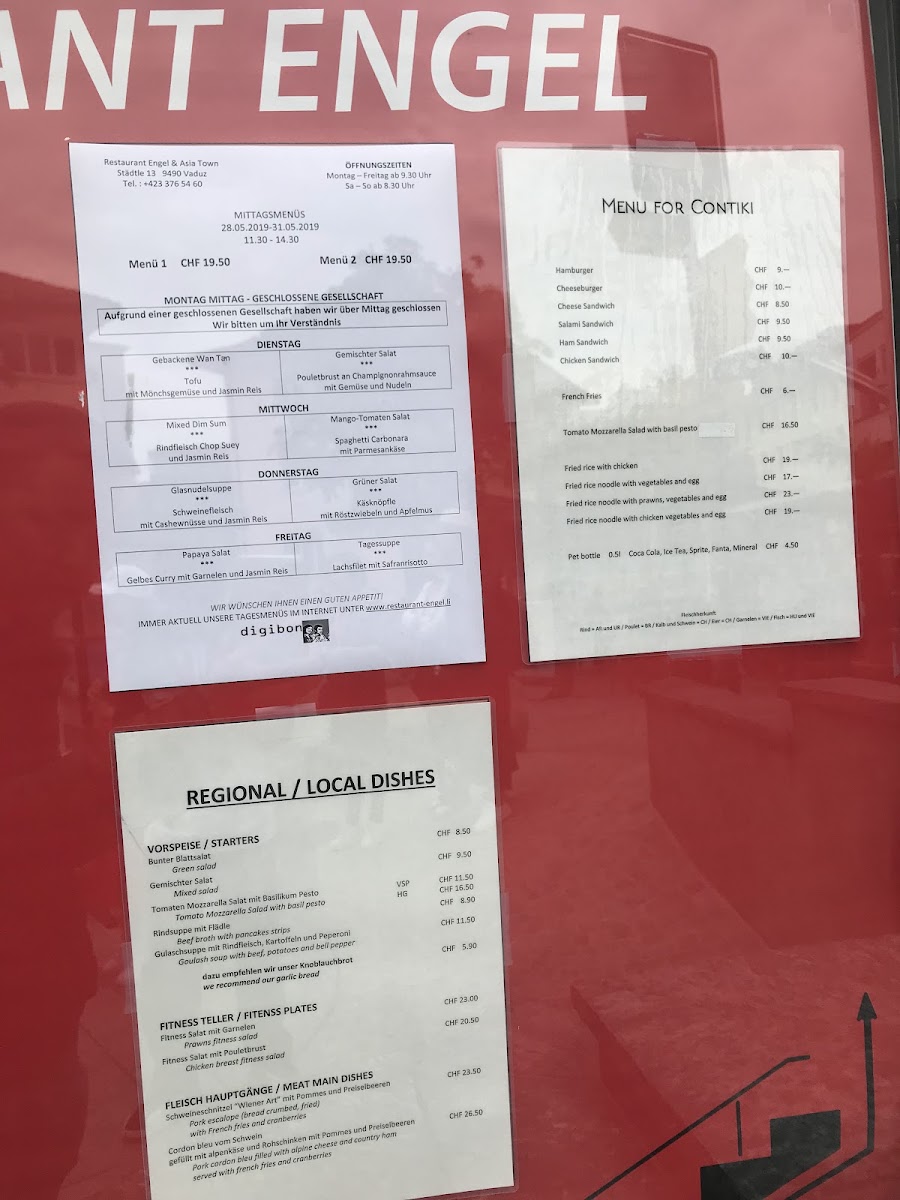 ANT ENGEL
Restaurant Engel & Asia Town
Städtle 13 9490 Vaduz
Tel. : +423 376 54 60
ÖFFNUNGSZEITEN
Montag – Freitag ab 9.30 Uhr
Sa – So ab 8.30 Uhr
MITTAGSMENÜS
28.05.2019-31.05.2019
11.30 - 14.30
Menü 1 CHF 19.50
Menü 2 CHF 19.50
MONTAG MITTAG - GESCHLOSSENE GESELLSCHAFT
Aufgrund einer geschlossenen Gesellschaft haben wir über Mittag geschlossen
Wir bitten um Ihr Verständnis
DIENSTAG
Gebackene Wan Tan
***
Tofu
mit Mönchsgemüse und Jasmin Reis
Gemischter Salat
***
Pouletbrust an Champignonrahmsauce
mit Gemüse und Nudeln
MITTWOCH
Mixed Dim Sum
***
Rindfleisch Chop Suey
und Jasmin Reis
Mango-Tomaten Salat
***
Spaghetti Carbonara
mit Parmesankäse
DONNERSTAG
Glasnudelsuppe
***
Schweinefleisch
mit Cashewnüsse und Jasmin Reis
Grüner Salat
***
Käsknöpfle
mit Röstzwiebeln und Apfelmus
FREITAG
Papaya Salat
***
Gelbes Curry mit Garnelen und Jasmin Reis
Tagessuppe
***
Lachsfilet mit Safranrisotto
WIR WÜNSCHEN IHNEN EINEN GUTEN APPETIT!
IMMER AKTUELL UNSERE TAGESMENÜS IM INTERNET UNTER www.restaurant-engel.li
digibon
MENU FOR CONTIKI
Hamburger CHF 9.—
Cheeseburger CHF 10.—
Cheese Sandwich CHF 8.50
Salami Sandwich CHF 9.50
Ham Sandwich CHF 9.50
Chicken Sandwich CHF 10.—
French Fries CHF 6.—
Tomato Mozzarella Salad with basil pesto CHF 16.50
Fried rice with chicken CHF 19.—
Fried rice noodle with vegetables and egg CHF 17.—
Fried rice noodle with prawns, vegetables and egg CHF 23.—
Fried rice noodle with chicken vegetables and egg CHF 19.—
Pet bottle 0.5l Coca Cola, Ice Tea, Sprite, Fanta, Mineral CHF 4.50
Fleischherkunft
Rind = AR und UR / Poulet = BR / Kalb und Schwein = CH / Eier = CH / Garnelen = VIE / Fisch = HU und VIE
REGIONAL / LOCAL DISHES
VORSPEISE / STARTERS
Bunter Blattsalat CHF 8.50
Green salad
Gemischter Salat CHF 9.50
Mixed salad
Tomaten Mozzarella Salat mit Basilikum Pesto VSP CHF 11.50
Tomato Mozzarella Salad with basil pesto HG CHF 16.50
Rindsuppe mit Flädle CHF 8.90
Beef broth with pancakes strips
Gulaschsuppe mit Rindfleisch, Kartoffeln und Peperoni CHF 11.50
Goulash soup with beef, potatoes and bell pepper
dazu empfehlen wir unser Knoblauchbrot CHF 5.90
we recommend our garlic bread
FITNESS TELLER / FITENSS PLATES
Fitness Salat mit Garnelen CHF 23.00
Prawns fitness salad
Fitness Salat mit Pouletbrust CHF 20.50
Chicken breast fitness salad
FLEISCH HAUPTGÄNGE / MEAT MAIN DISHES
Schweineschnitzel "Wiener Art" mit Pommes und Preiselbeeren CHF 23.50
Pork escalope (bread crumbed, fried)
with French fries and cranberries
Cordon bleu vom Schwein CHF 26.50
gefüllt mit alpenkäse und Rohschinken mit Pommes und Preiselbeeren
Pork cordon bleu filled with alpine cheese and country ham
served with french fries and cranberries